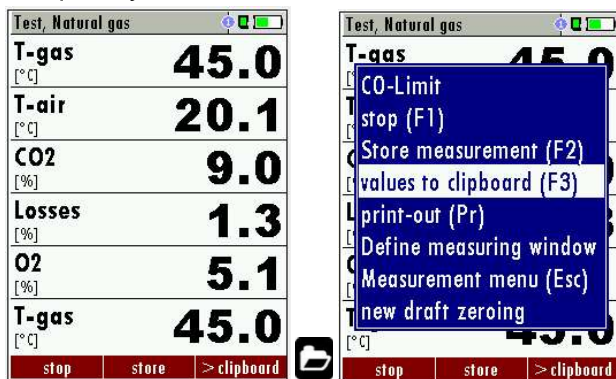 Test, Natural gas
T-gas
[°C]
45.0
T-air
[°C]
20.1
CO2
[%]
9.0
Losses
[%]
1.3
O2
[%]
5.1
T-gas
[°C]
45.0
stop store >clipboard
Test, Natural gas
T-gas
CO-Limit
stop (F1)
Store measurement (F2)
values to clipboard (F3)
print-out (Pr)
Define measuring window
Measurement menu (Esc)
new draft zeroing
[°C]
stop store >clipboard